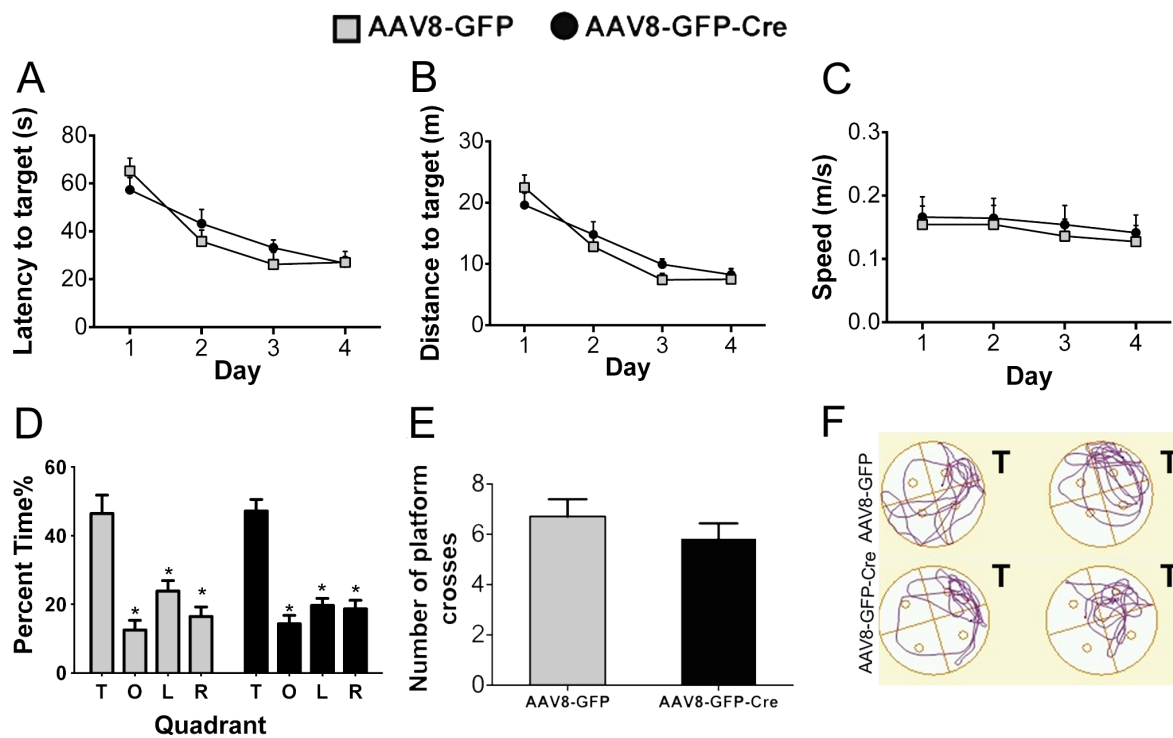 AAV8-GFP AAV8-GFP-Cre
A
Latency to target (s)
80
60
40
20
0
1 2 3 4
Day
B
Distance to target (m)
30
20
10
0
1 2 3 4
Day
C
Speed (m/s)
0.3
0.2
0.1
0.0
1 2 3 4
Day
D
Percent Time%
60
40
20
0
* * * * * *
T O L R T O L R
Quadrant
E
Number of platform
crosses
8
6
4
2
0
AAV8-GFP AAV8-GFP-Cre
F
AAV8-GFP
T T
AAV8-GFP-Cre
T T